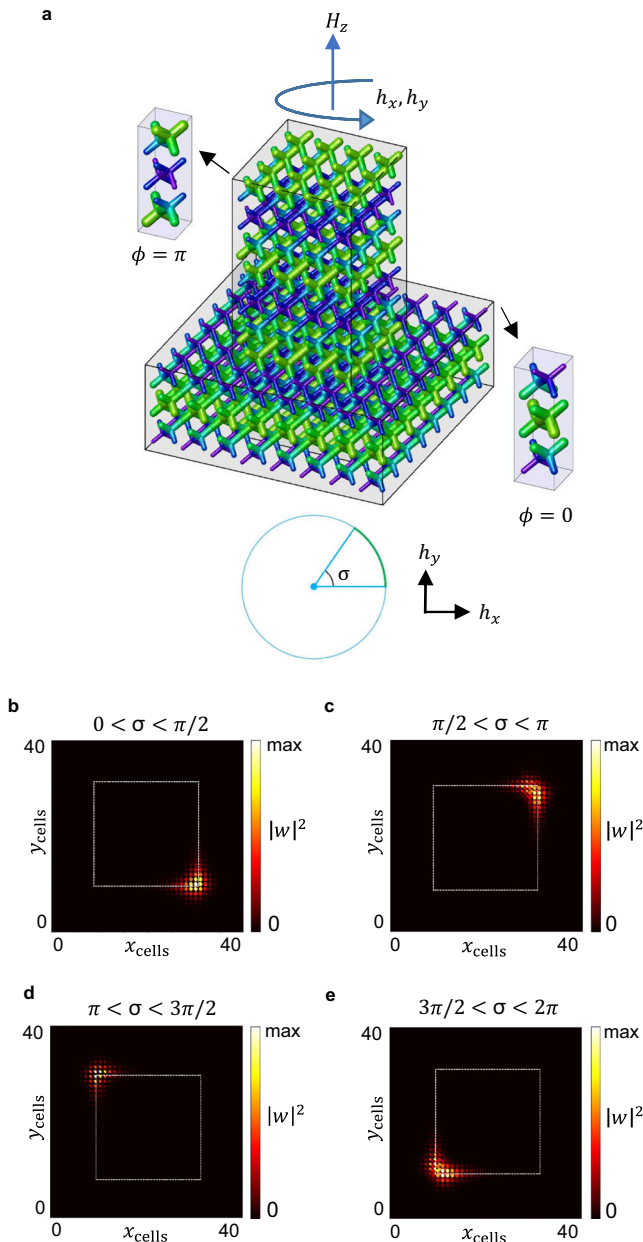 a
H_z
h_x, h_y
ϕ = π
ϕ = 0
σ
h_y
h_x
b
0 < σ < π/2
40
y_cells
0
0
x_cells
40
max
|w|²
0
c
π/2 < σ < π
40
y_cells
0
0
x_cells
40
max
|w|²
0
d
π < σ < 3π/2
40
y_cells
0
0
x_cells
40
max
|w|²
0
e
3π/2 < σ < 2π
40
y_cells
0
0
x_cells
40
max
|w|²
0